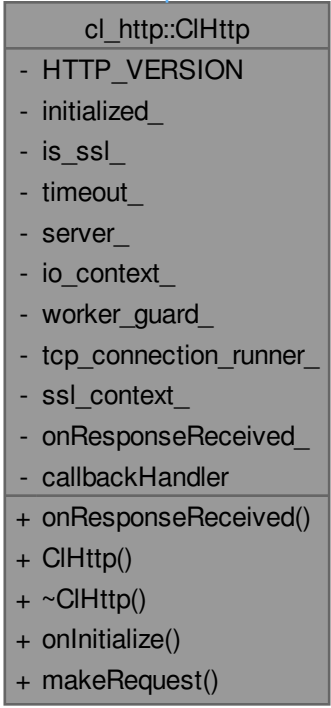 cl_http::ClHttp
- HTTP_VERSION
- initialized_
- is_ssl_
- timeout_
- server_
- io_context_
- worker_guard_
- tcp_connection_runner_
- ssl_context_
- onResponseReceived_
- callbackHandler
+ onResponseReceived()
+ ClHttp()
+ ~ClHttp()
+ onInitialize()
+ makeRequest()